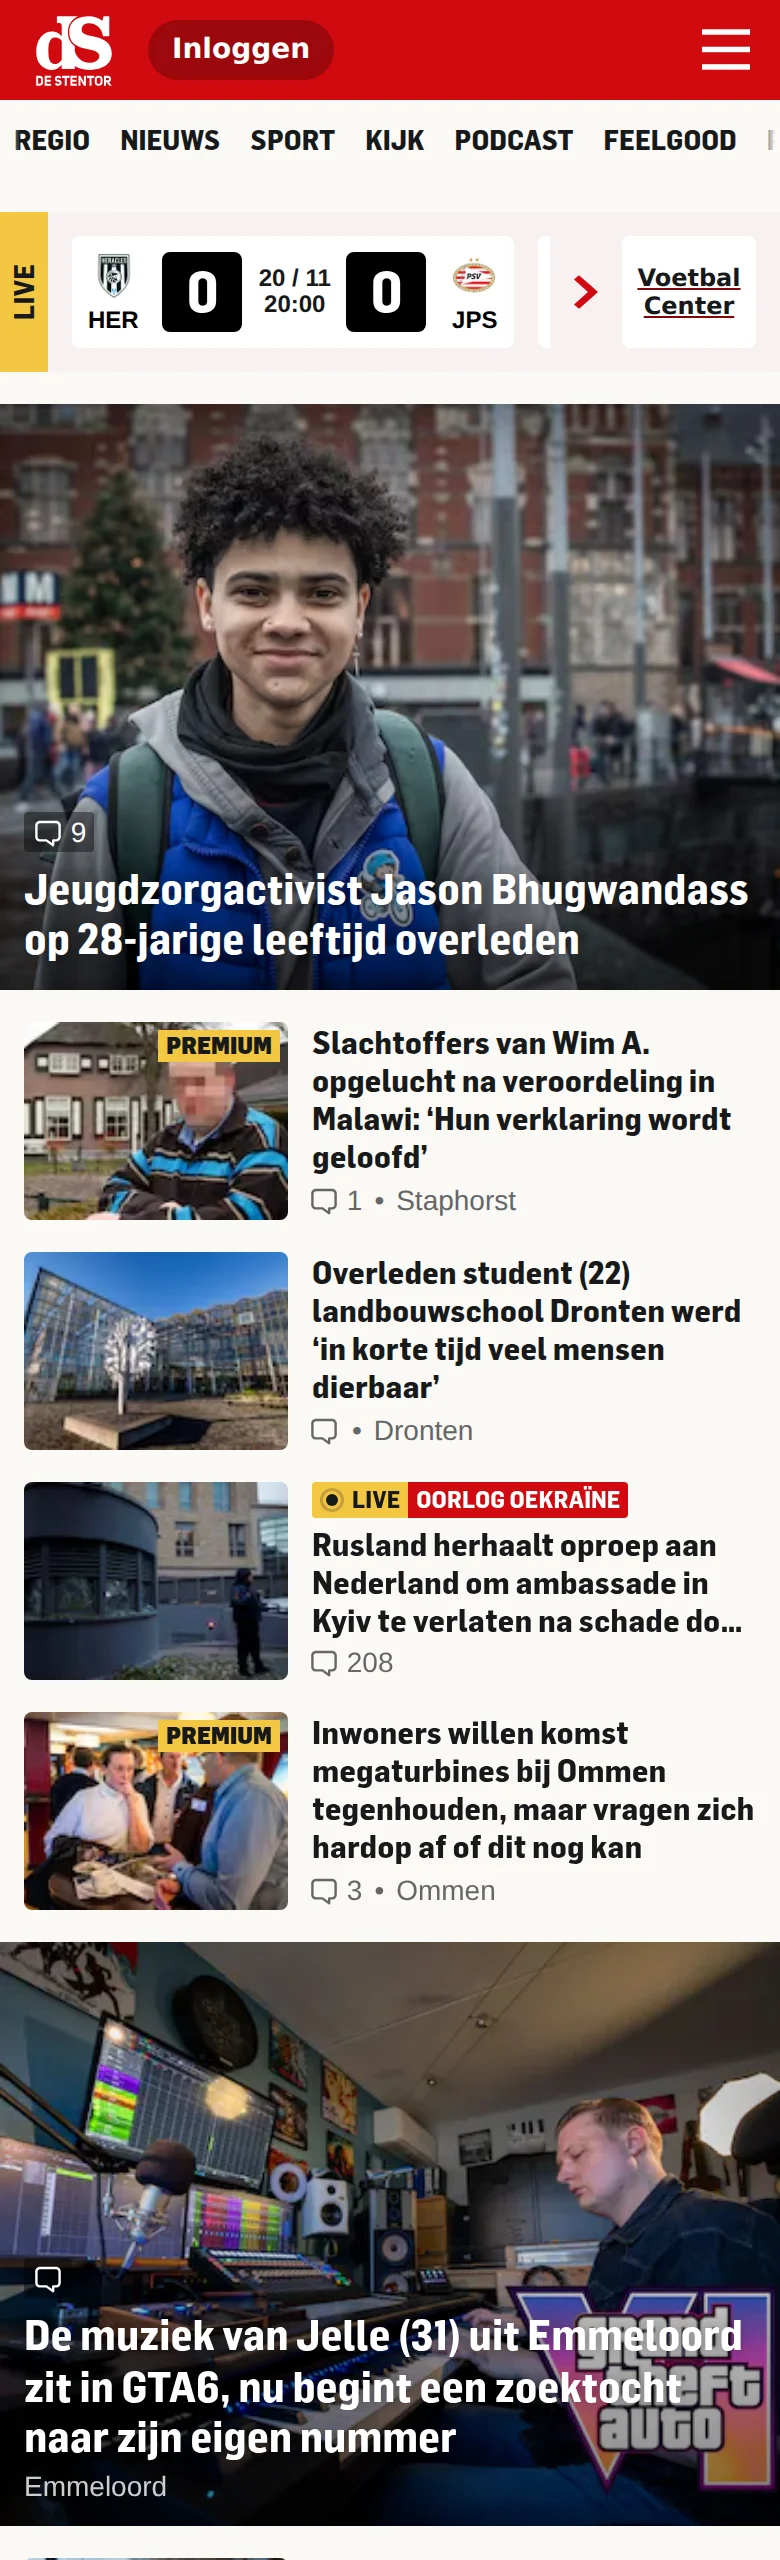 dS
DE STENTOR
Inloggen
REGIO NIEUWS SPORT KIJK PODCAST FEELGOOD
LIVE
HERACLES
HER
0
20 / 11
20:00
0
PSV
JPS
Voetbal
Center
9
Jeugdzorgactivist Jason Bhugwandass
op 28-jarige leeftijd overleden
PREMIUM
Slachtoffers van Wim A.
opgelucht na veroordeling in
Malawi: ‘Hun verklaring wordt
geloofd’
1 • Staphorst
Overleden student (22)
landbouwschool Dronten werd
‘in korte tijd veel mensen
dierbaar’
• Dronten
LIVE OORLOG OEKRAÏNE
Rusland herhaalt oproep aan
Nederland om ambassade in
Kyiv te verlaten na schade do...
208
PREMIUM
Inwoners willen komst
megaturbines bij Ommen
tegenhouden, maar vragen zich
hardop af of dit nog kan
3 • Ommen
De muziek van Jelle (31) uit Emmeloord
zit in GTA6, nu begint een zoektocht
naar zijn eigen nummer
Emmeloord
grand
theft
auto
VI